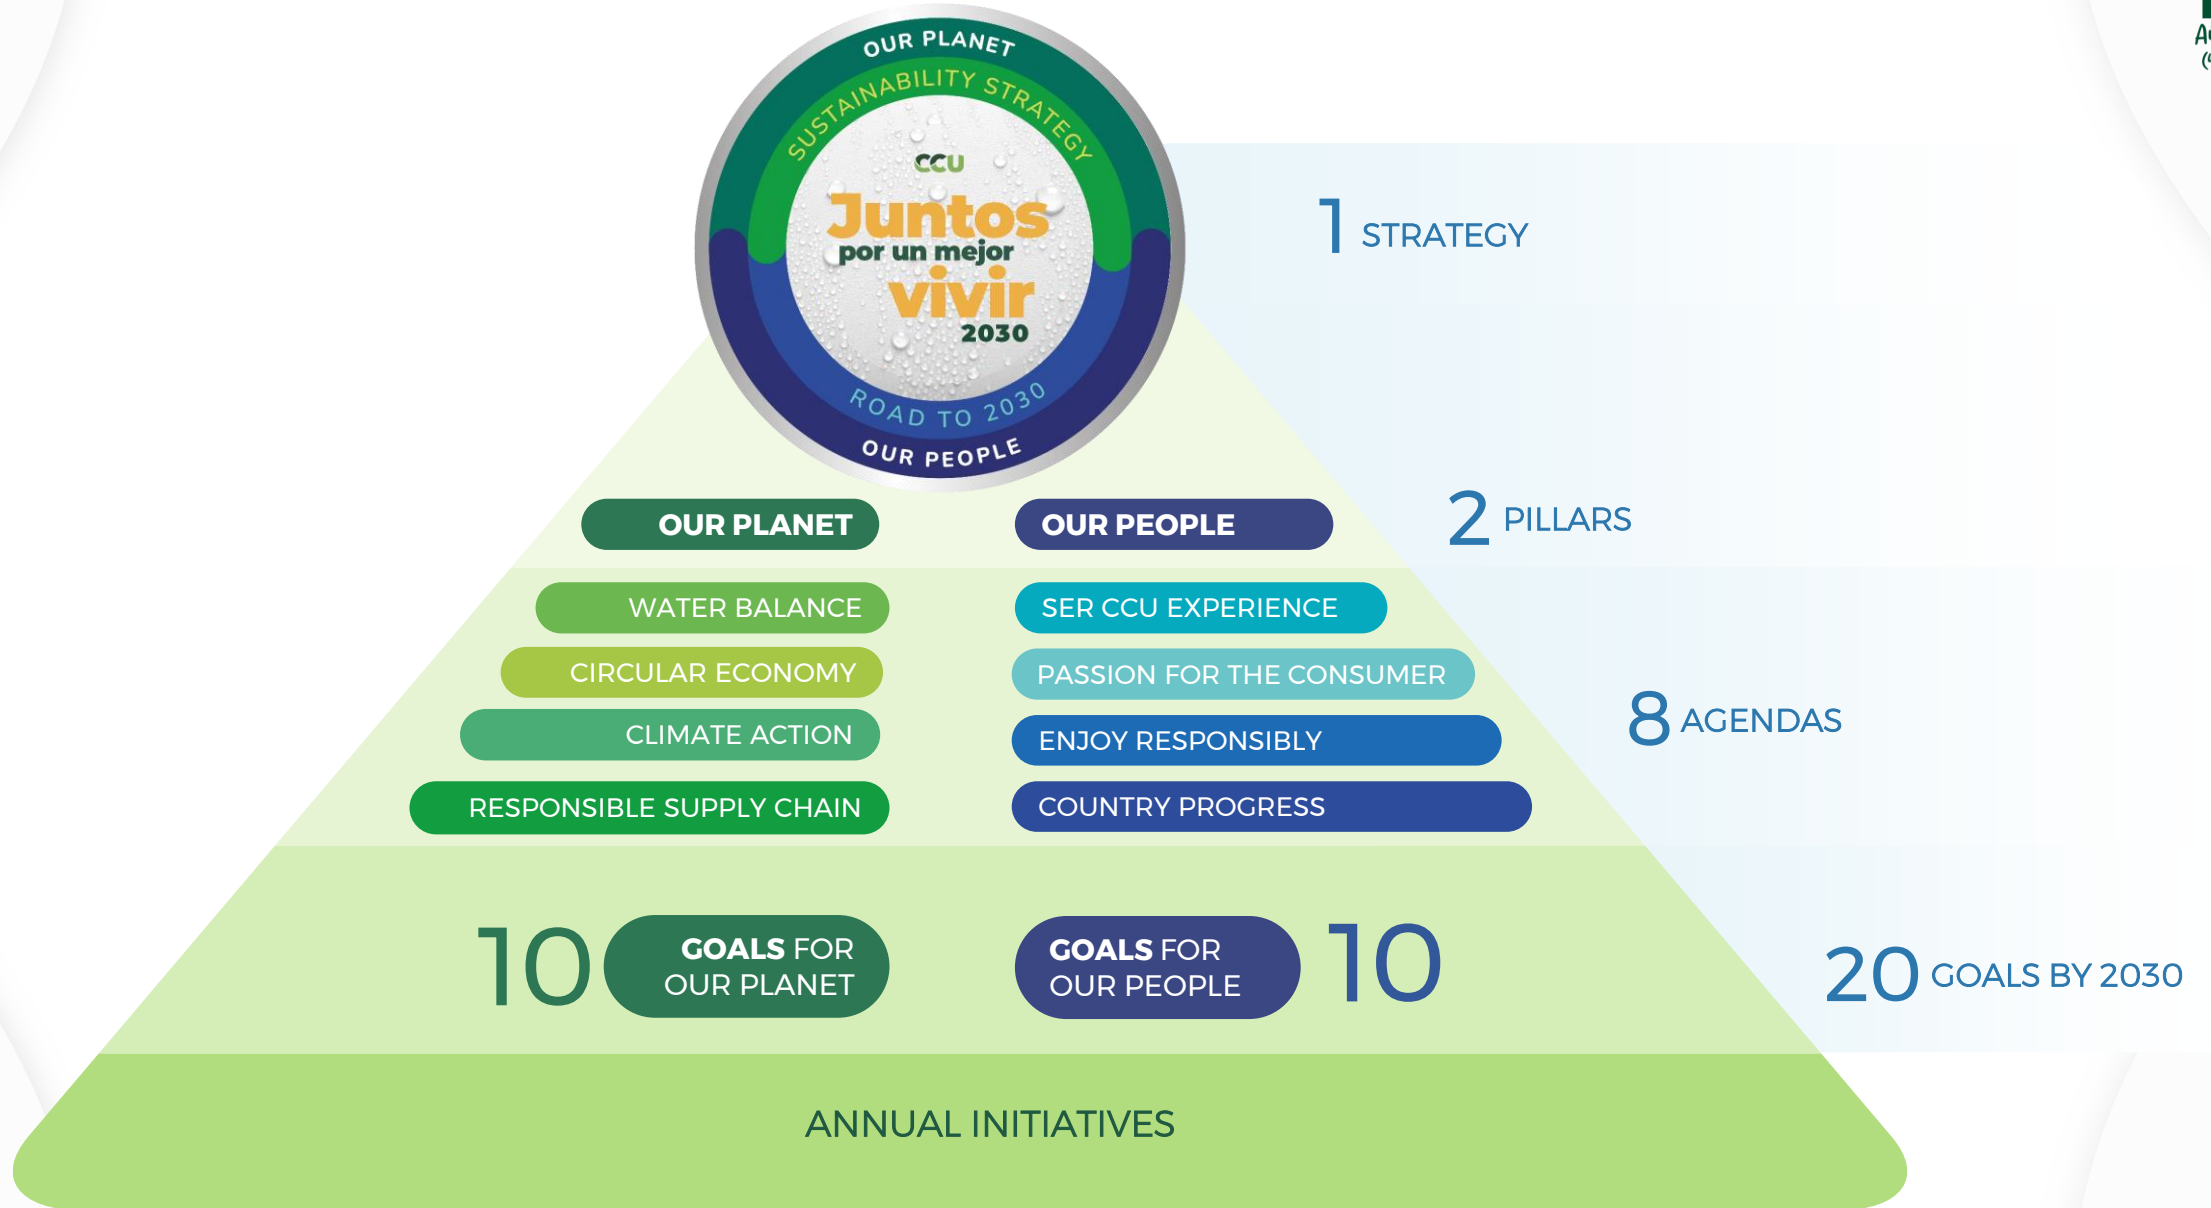 OUR PLANET
SUSTAINABILITY STRATEGY
CCU
Juntos
por un mejor
vivir
2030
ROAD TO 2030
OUR PEOPLE
1 STRATEGY
OUR PLANET
OUR PEOPLE
2 PILLARS
WATER BALANCE
CIRCULAR ECONOMY
CLIMATE ACTION
RESPONSIBLE SUPPLY CHAIN
SER CCU EXPERIENCE
PASSION FOR THE CONSUMER
ENJOY RESPONSIBLY
COUNTRY PROGRESS
8 AGENDAS
10
GOALS FOR
OUR PLANET
GOALS FOR
OUR PEOPLE
10
20 GOALS BY 2030
ANNUAL INITIATIVES